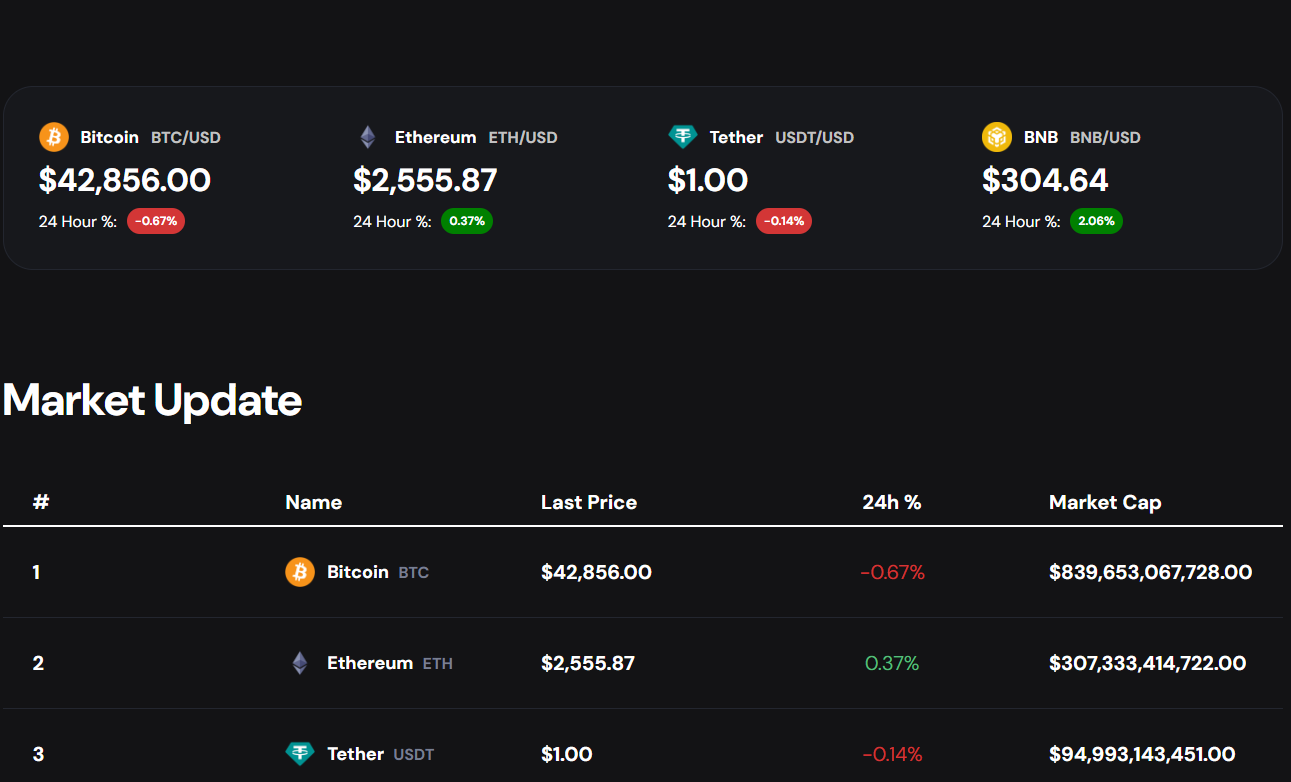 Bitcoin BTC/USD Ethereum ETH/USD Tether USDT/USD BNB BNB/USD
$42,856.00 $2,555.87 $1.00 $304.64
24 Hour %: -0.67% 24 Hour %: 0.37% 24 Hour %: -0.14% 24 Hour %: 2.06%
Market Update
# Name Last Price 24h % Market Cap
1 Bitcoin BTC $42,856.00 -0.67% $839,653,067,728.00
2 Ethereum ETH $2,555.87 0.37% $307,333,414,722.00
3 Tether USDT $1.00 -0.14% $94,993,143,451.00